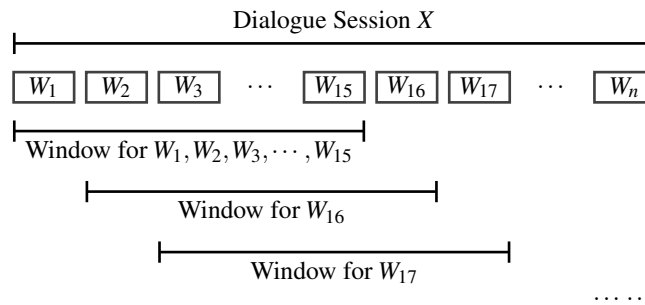 Dialogue Session X
W₁ W₂ W₃ ⋯ W₁₅ W₁₆ W₁₇ ⋯ Wₙ
Window for W₁, W₂, W₃, ⋯ , W₁₅
Window for W₁₆
Window for W₁₇
⋯ ⋯